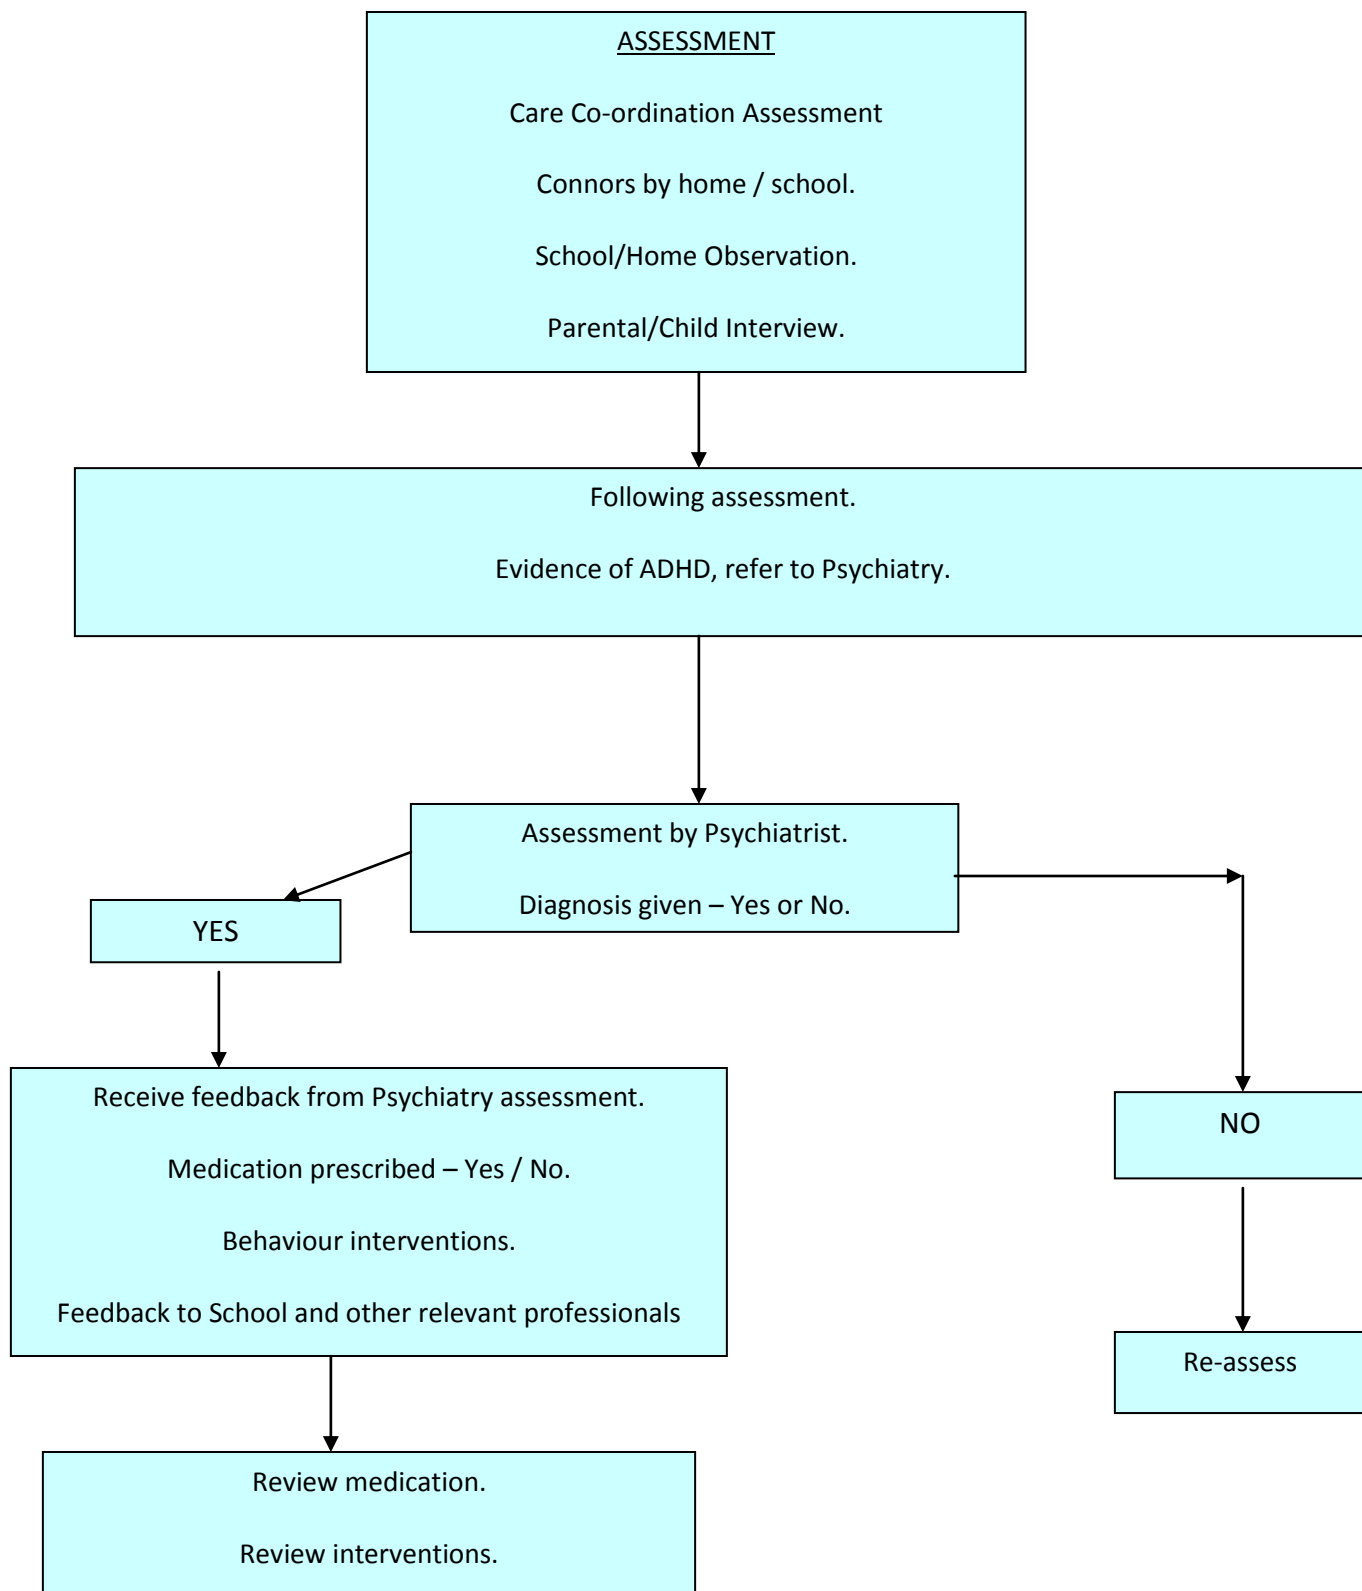 ASSESSMENT
Care Co-ordination Assessment
Connors by home / school.
School/Home Observation.
Parental/Child Interview.
Following assessment.
Evidence of ADHD, refer to Psychiatry.
Assessment by Psychiatrist.
Diagnosis given – Yes or No.
YES
Receive feedback from Psychiatry assessment.
Medication prescribed – Yes / No.
Behaviour interventions.
Feedback to School and other relevant professionals
Review medication.
Review interventions.
NO
Re-assess